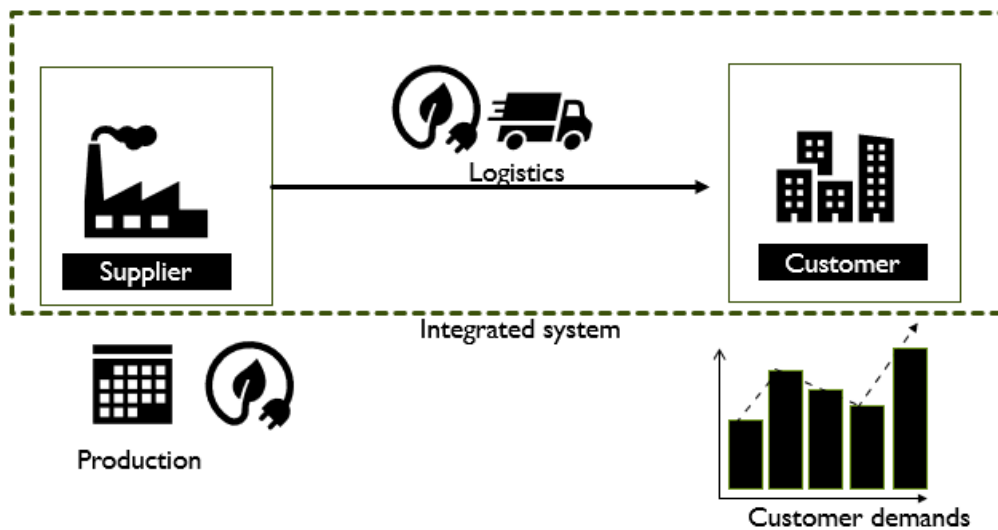 Logistics
Supplier
Customer
Integrated system
Production
Customer demands